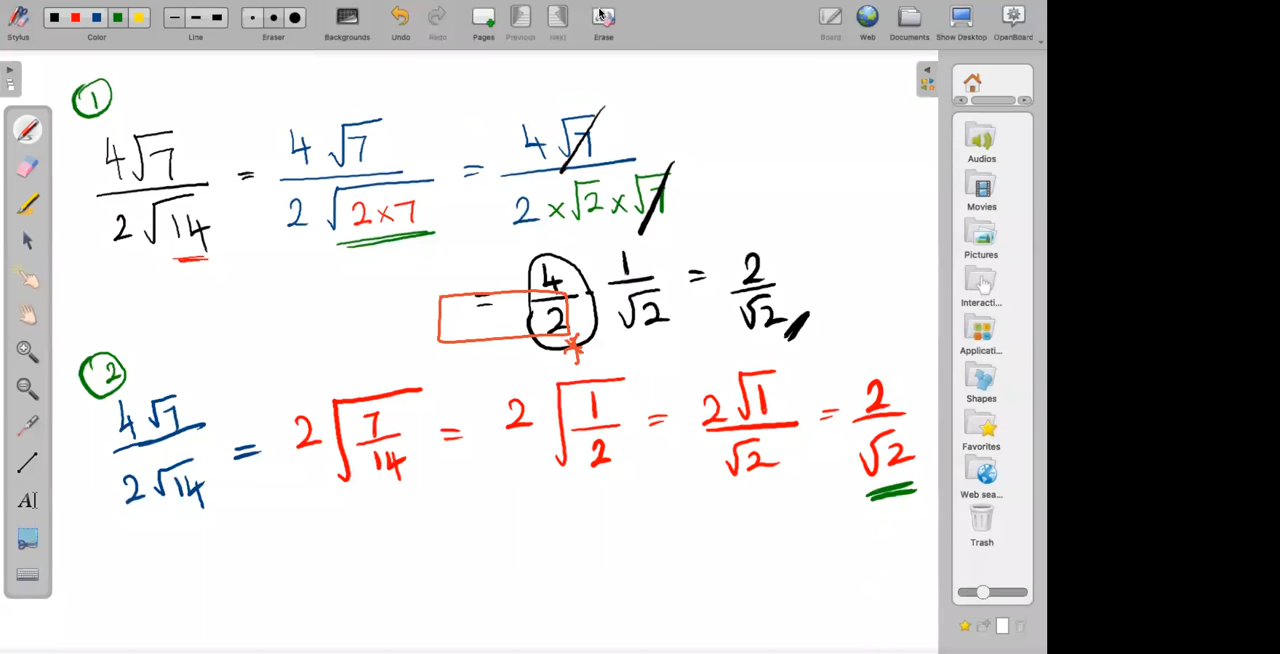 Stylus Color Line Eraser Backgrounds Undo Redo Pages Previous Next Erase Board Web Documents Show Desktop OpenBoard
①
4√7 / 2√14 = 4√7 / 2√(2×7) = 4√7 / 2×√2×√7
= 4/2 · 1/√2 = 2/√2
②
4√7 / 2√14 = 2√(7/14) = 2√(1/2) = 2√1 / √2 = 2/√2
Audios
Movies
Pictures
Interacti...
Applicati...
Shapes
Favorites
Web sea...
Trash
AI